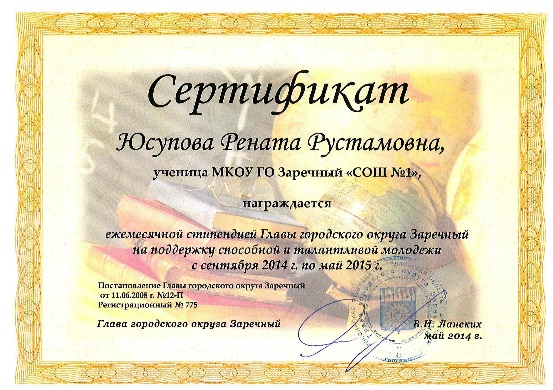 Сертификат
Юсупова Рената Рустамовна,
ученица МКОУ ГО Заречный «СОШ №1»,
награждается
ежемесячной стипендией Главы городского округа Заречный
на поддержку способной и талантливой молодежи
с сентября 2014 г. по май 2015 г.
Постановление Главы городского округа Заречный
от 11.06.2008 г. №12-П
Регистрационный № 775
Глава городского округа Заречный
В.Н. Ланских
май 2014 г.